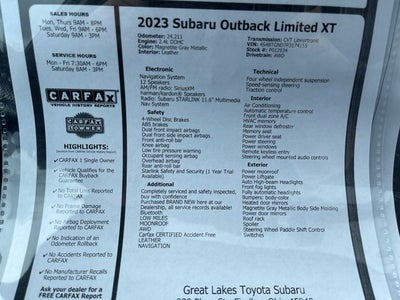 SALES HOURS
Mon, Thurs 9AM - 8PM
Tues, Wed, Fri 9AM - 6PM
Saturday 9AM - 3PM
SERVICE HOURS
Mon - Fri 7:30AM - 6PM
Saturday 8AM - 3PM
CARFAX
VEHICLE HISTORY REPORTS
CARFAX
1 OWNER
HIGHLIGHTS:
CARFAX 1 Single Owner
Vehicle Qualifies for the
CARFAX Buyback
Guarantee
No Total Loss Reported
to CARFAX
No Frame Damage
Reported to CARFAX
No Airbag Deployment
Reported to CARFAX
No Indication of an
Odometer Rollback
No Accidents Reported to
CARFAX
No Manufacturer Recalls
Reported to CARFAX
Ask your dealer for a
FREE CARFAX Report
2023 Subaru Outback Limited XT
Odometer: 24,211
Engine: 2.4L DOHC
Color: Magnetite Gray Metallic
Interior: Leather
Transmission: CVT Lineartronic
Drivetrain: AWD
Electronic
Navigation System
12 Speakers
AM/FM radio: SiriusXM
harman/kardon® Speakers
Radio: Subaru STARLINK 11.6" Multimedia
Nav System
Safety
4-Wheel Disc Brakes
ABS brakes
Dual front impact airbags
Dual front side impact airbags
Front anti-roll bar
Knee airbag
Low tire pressure warning
Occupant sensing airbag
Overhead airbag
Rear anti-roll bar
Starlink Safety & Security (1 Year Trial
Available)
Additional
Completely serviced and safety inspected,
buy with confidence
Purchased BRAND NEW here at our
Dealership, all service records available!
Bluetooth
LOW MILES
MOONROOF
AWD
Carfax CERTIFIED Accident Free
LEATHER
NAVIGATION
Technical
Four wheel independent suspension
Speed-sensing steering
Traction control
Interior
Air Conditioning
Automatic temperature control
Front dual zone A/C
HVAC memory
Rear window defroster
Memory seat
Power driver seat
Power steering
Power windows
Remote keyless entry
Steering wheel mounted audio controls
Exterior
Power moonroof
Power Liftgate
Auto High-beam Headlights
Front fog lights
Fully automatic headlights
Bumpers: body-color
Heated door mirrors
Magnetite Gray Metallic Body Side Molding
Power door mirrors
Roof rack
Spoiler
Steering Wheel Paddle Shift Control
Switches
Great Lakes Toyota Subaru